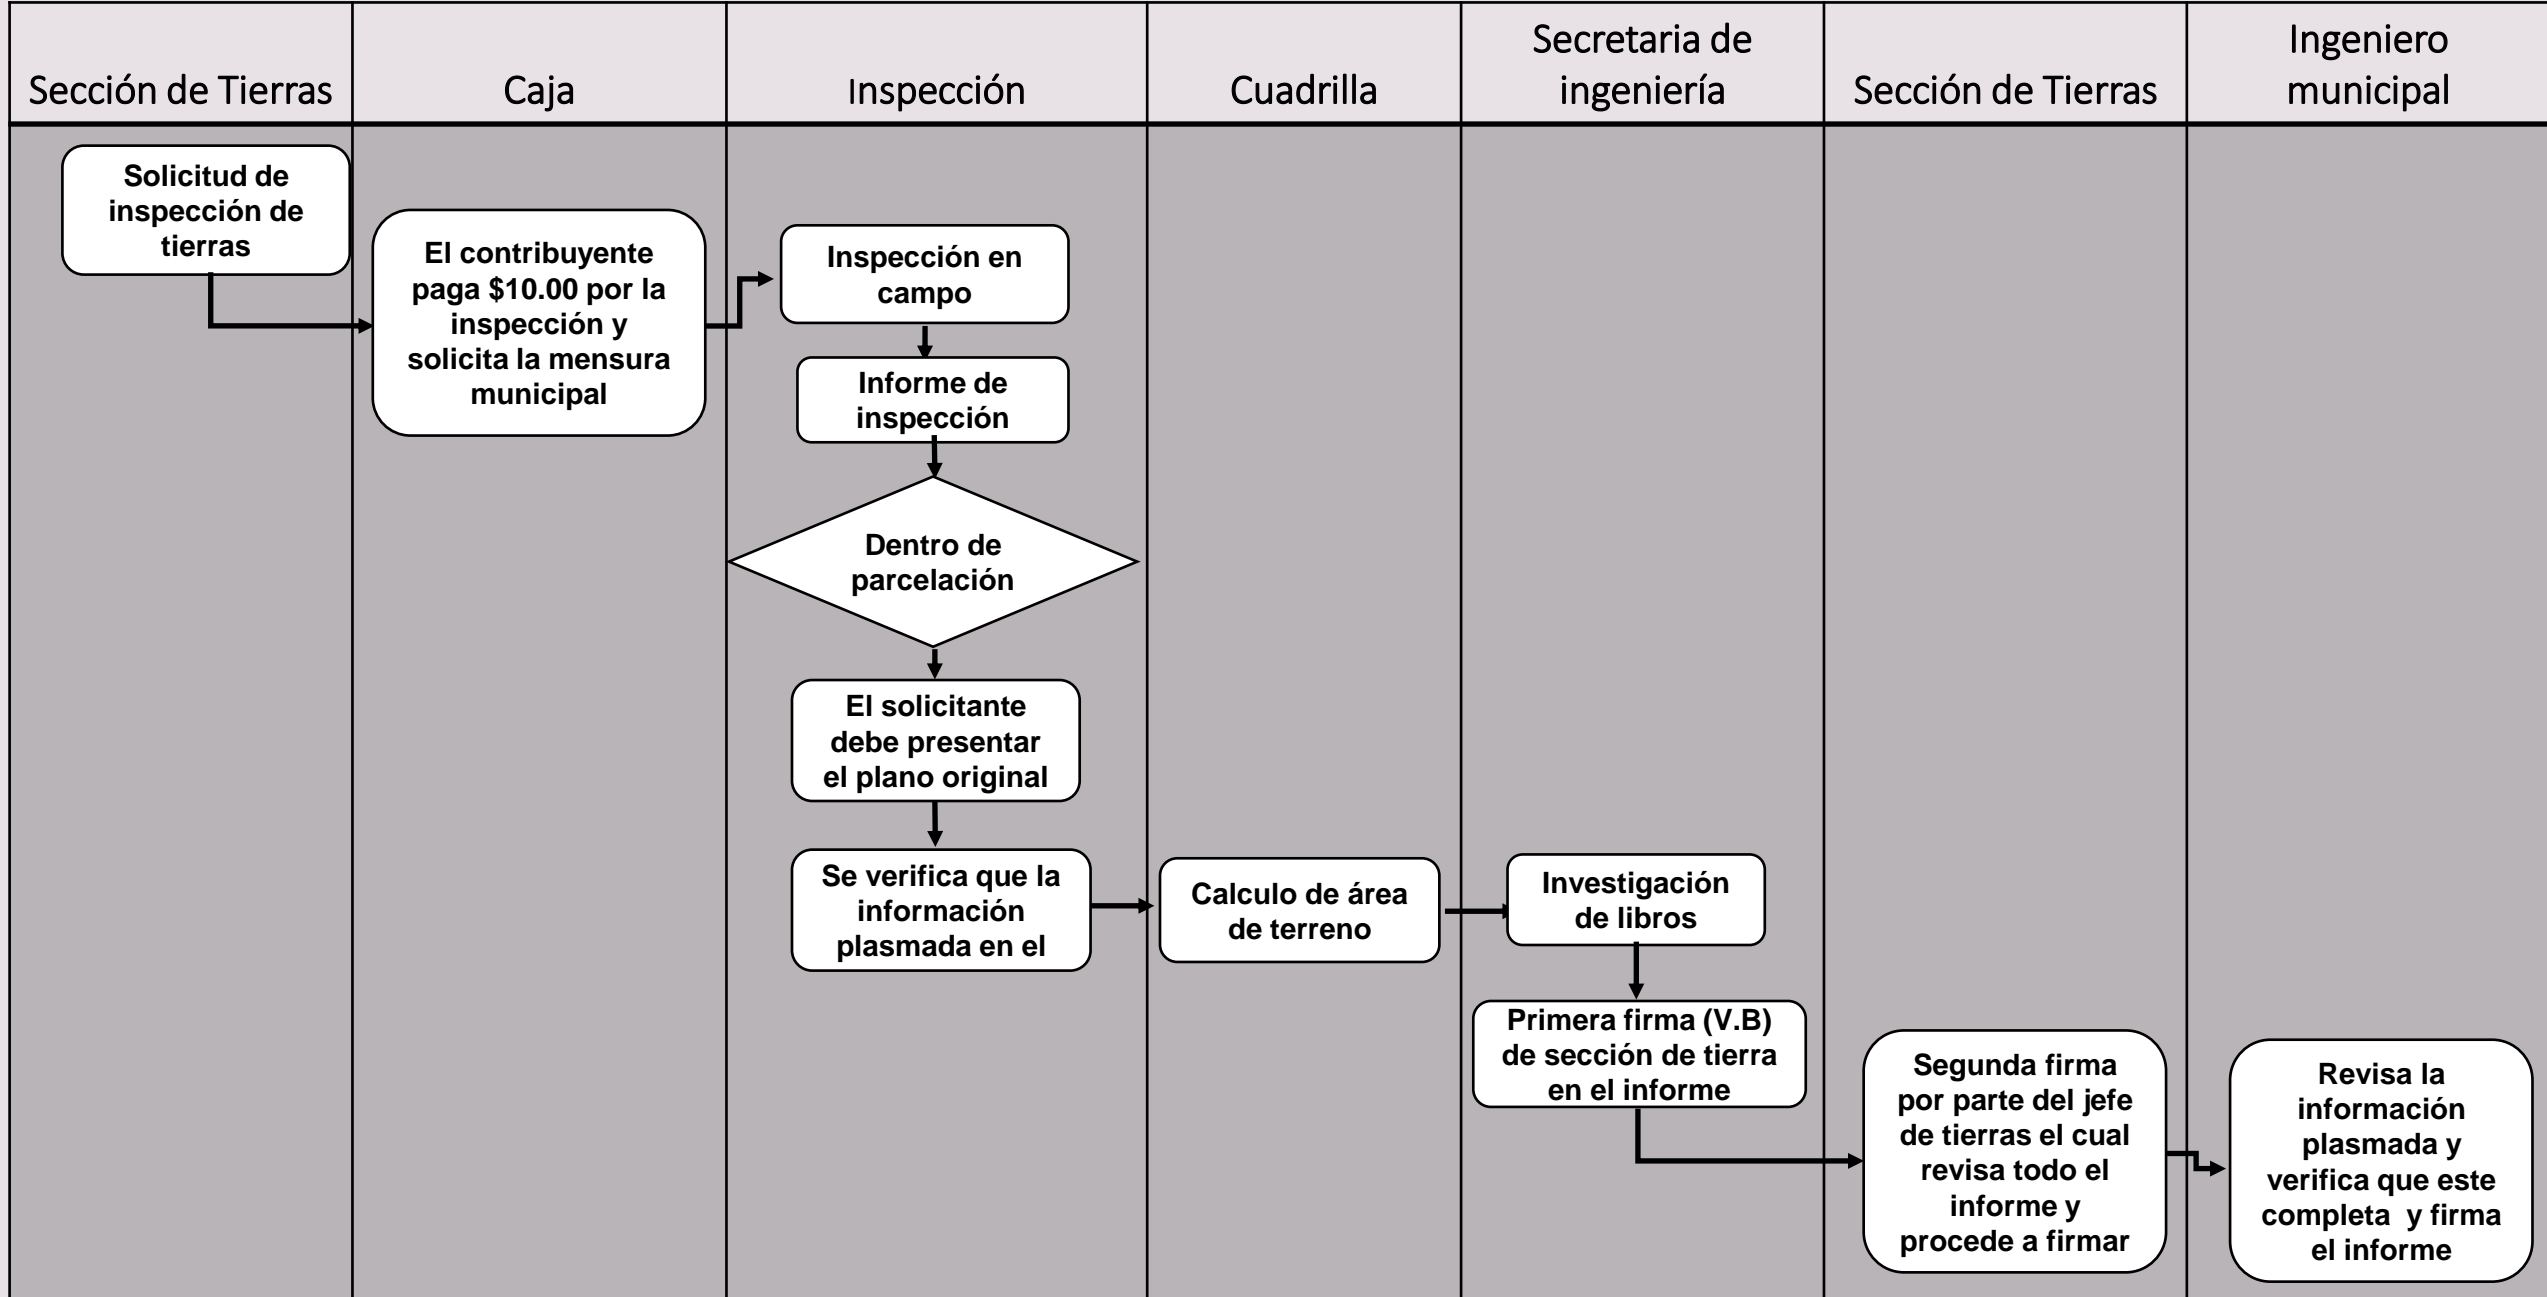 Sección de Tierras
Caja
Inspección
Cuadrilla
Secretaria de
ingeniería
Sección de Tierras
Ingeniero
municipal
Solicitud de
inspección de
tierras
El contribuyente
paga $10.00 por la
inspección y
solicita la mensura
municipal
Inspección en
campo
Informe de
inspección
Dentro de
parcelación
El solicitante
debe presentar
el plano original
Se verifica que la
información
plasmada en el
Calculo de área
de terreno
Investigación
de libros
Primera firma (V.B)
de sección de tierra
en el informe
Segunda firma
por parte del jefe
de tierras el cual
revisa todo el
informe y
procede a firmar
Revisa la
información
plasmada y
verifica que este
completa y firma
el informe